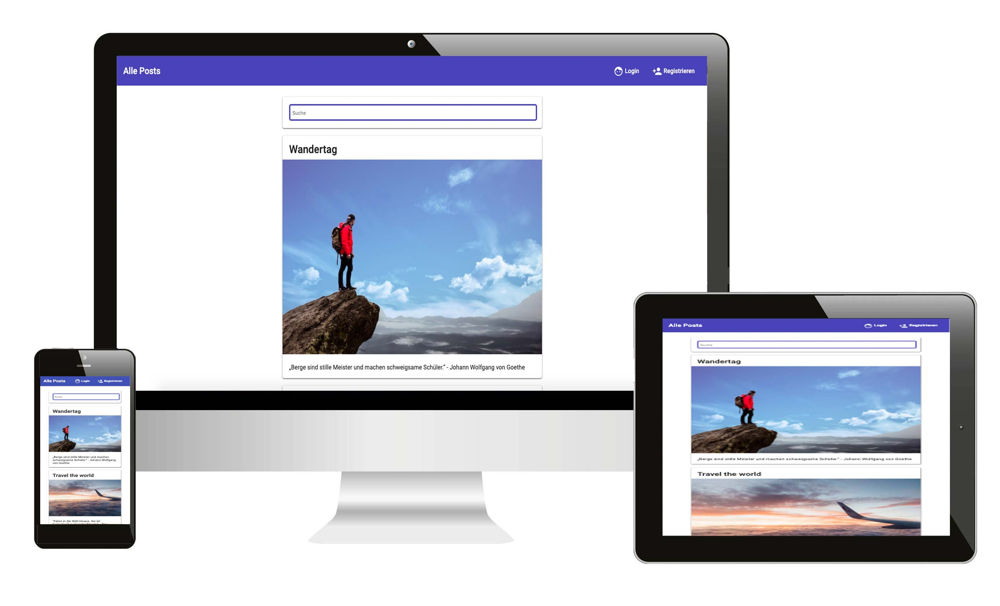 Alle Posts
Login
Registrieren
Suche
Wandertag
„Berge sind stille Meister und machen schweigsame Schüler.“ - Johann Wolfgang von Goethe
Alle Posts
Login
Registrieren
Suche
Wandertag
„Berge sind stille Meister und machen
schweigsame Schüler.“ - Johann Wolfgang
von Goethe
Travel the world
"Fahre in die Welt hinaus. Sie ist
Alle Posts
Login
Registrieren
Suche
Wandertag
„Berge sind stille Meister und machen schweigsame Schüler.“ - Johann Wolfgang von Goethe
Travel the world